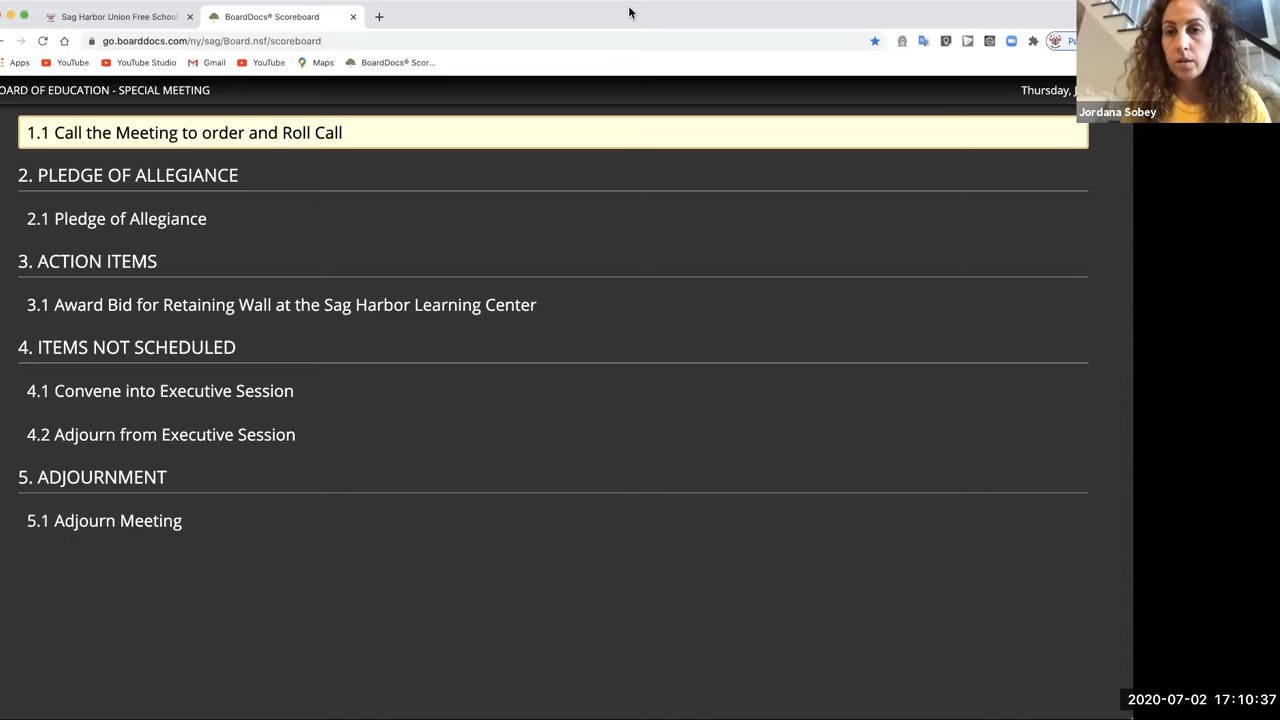 Sag Harbor Union Free School
BoardDocs® Scoreboard
go.boarddocs.com/ny/sag/Board.nsf/scoreboard
Apps
YouTube
YouTube Studio
Gmail
YouTube
Maps
BoardDocs® Scor...
OARD OF EDUCATION - SPECIAL MEETING
Thursday, J
Jordana Sobey
1.1 Call the Meeting to order and Roll Call
2. PLEDGE OF ALLEGIANCE
2.1 Pledge of Allegiance
3. ACTION ITEMS
3.1 Award Bid for Retaining Wall at the Sag Harbor Learning Center
4. ITEMS NOT SCHEDULED
4.1 Convene into Executive Session
4.2 Adjourn from Executive Session
5. ADJOURNMENT
5.1 Adjourn Meeting
2020-07-02 17:10:37